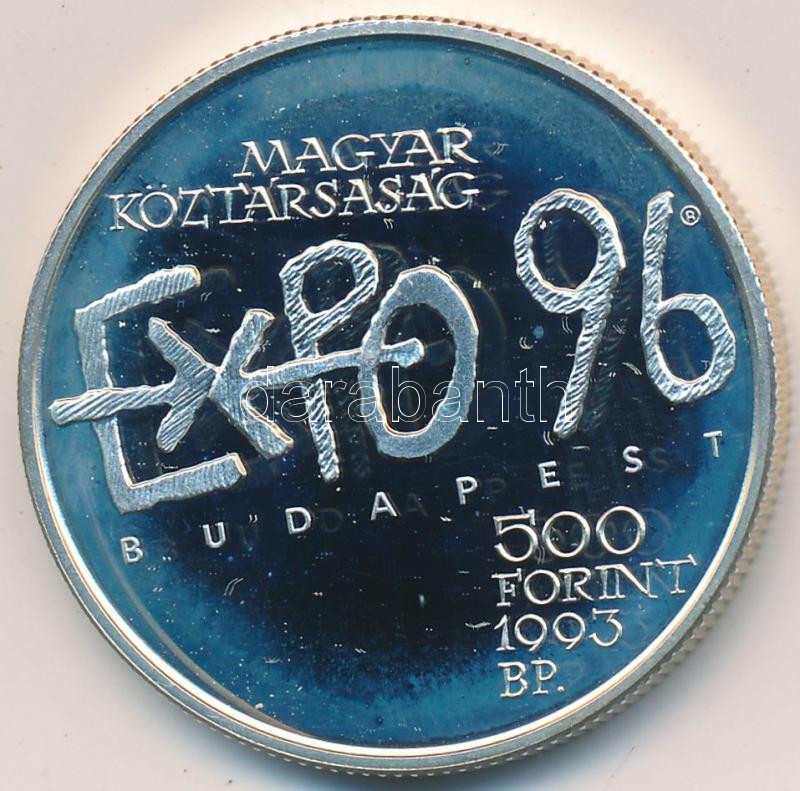 MAGYAR
KÖZTÁRSASÁG
EXPO 96 ®
BUDAPEST
500
FORINT
1993
BP.
darabanth